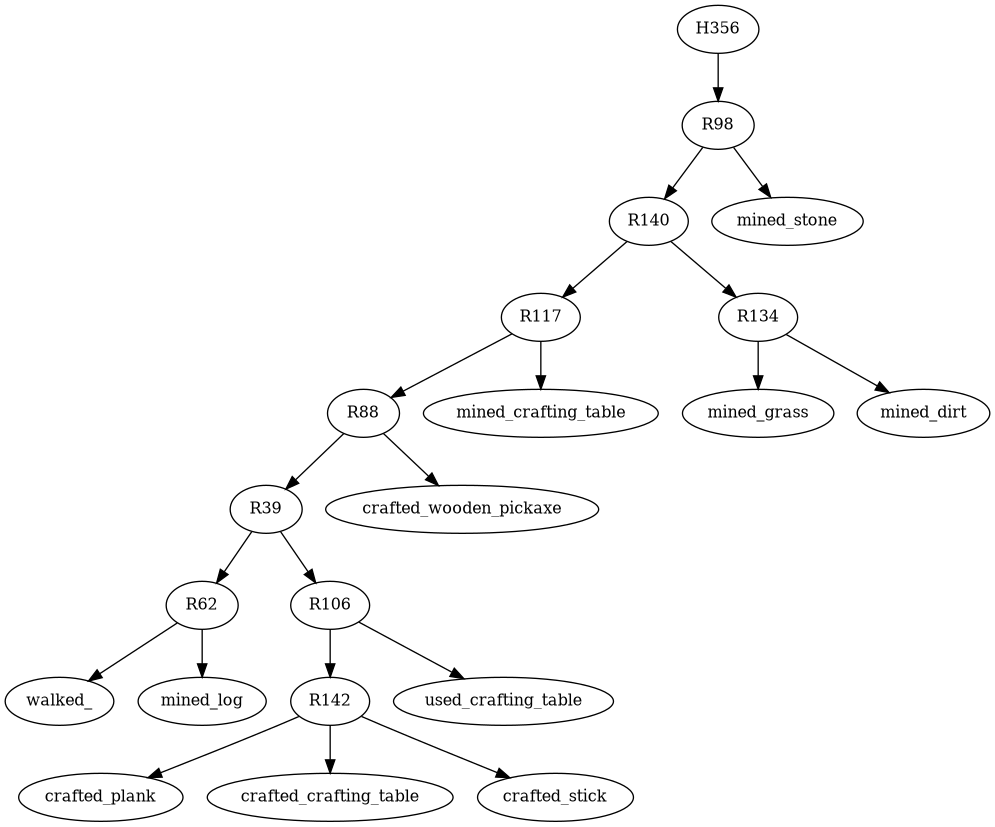 H356
R98
R140
mined_stone
R117
R134
R88
mined_crafting_table
mined_grass
mined_dirt
R39
crafted_wooden_pickaxe
R62
R106
walked_
mined_log
R142
used_crafting_table
crafted_plank
crafted_crafting_table
crafted_stick